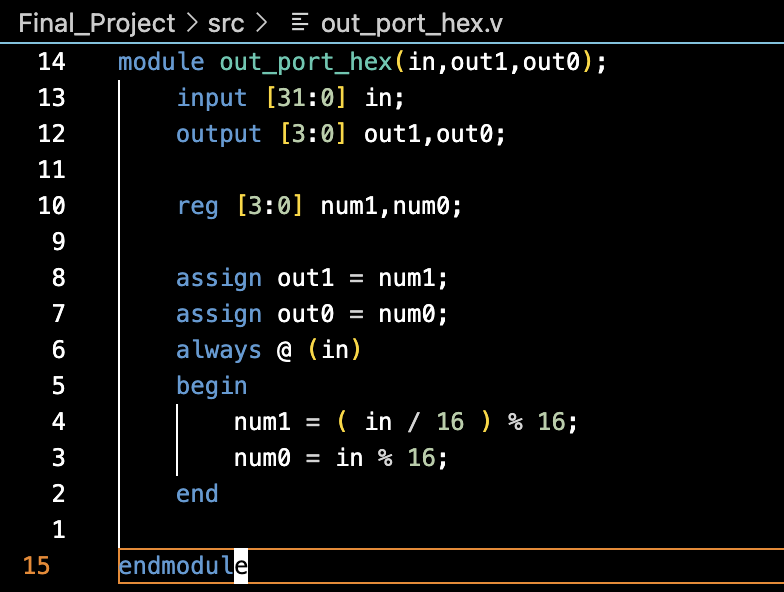 Final_Project > src > out_port_hex.v
14 module out_port_hex(in,out1,out0);
13 input [31:0] in;
12 output [3:0] out1,out0;
11
10 reg [3:0] num1,num0;
9
8 assign out1 = num1;
7 assign out0 = num0;
6 always @ (in)
5 begin
4 num1 = ( in / 16 ) % 16;
3 num0 = in % 16;
2 end
1
15 endmodule